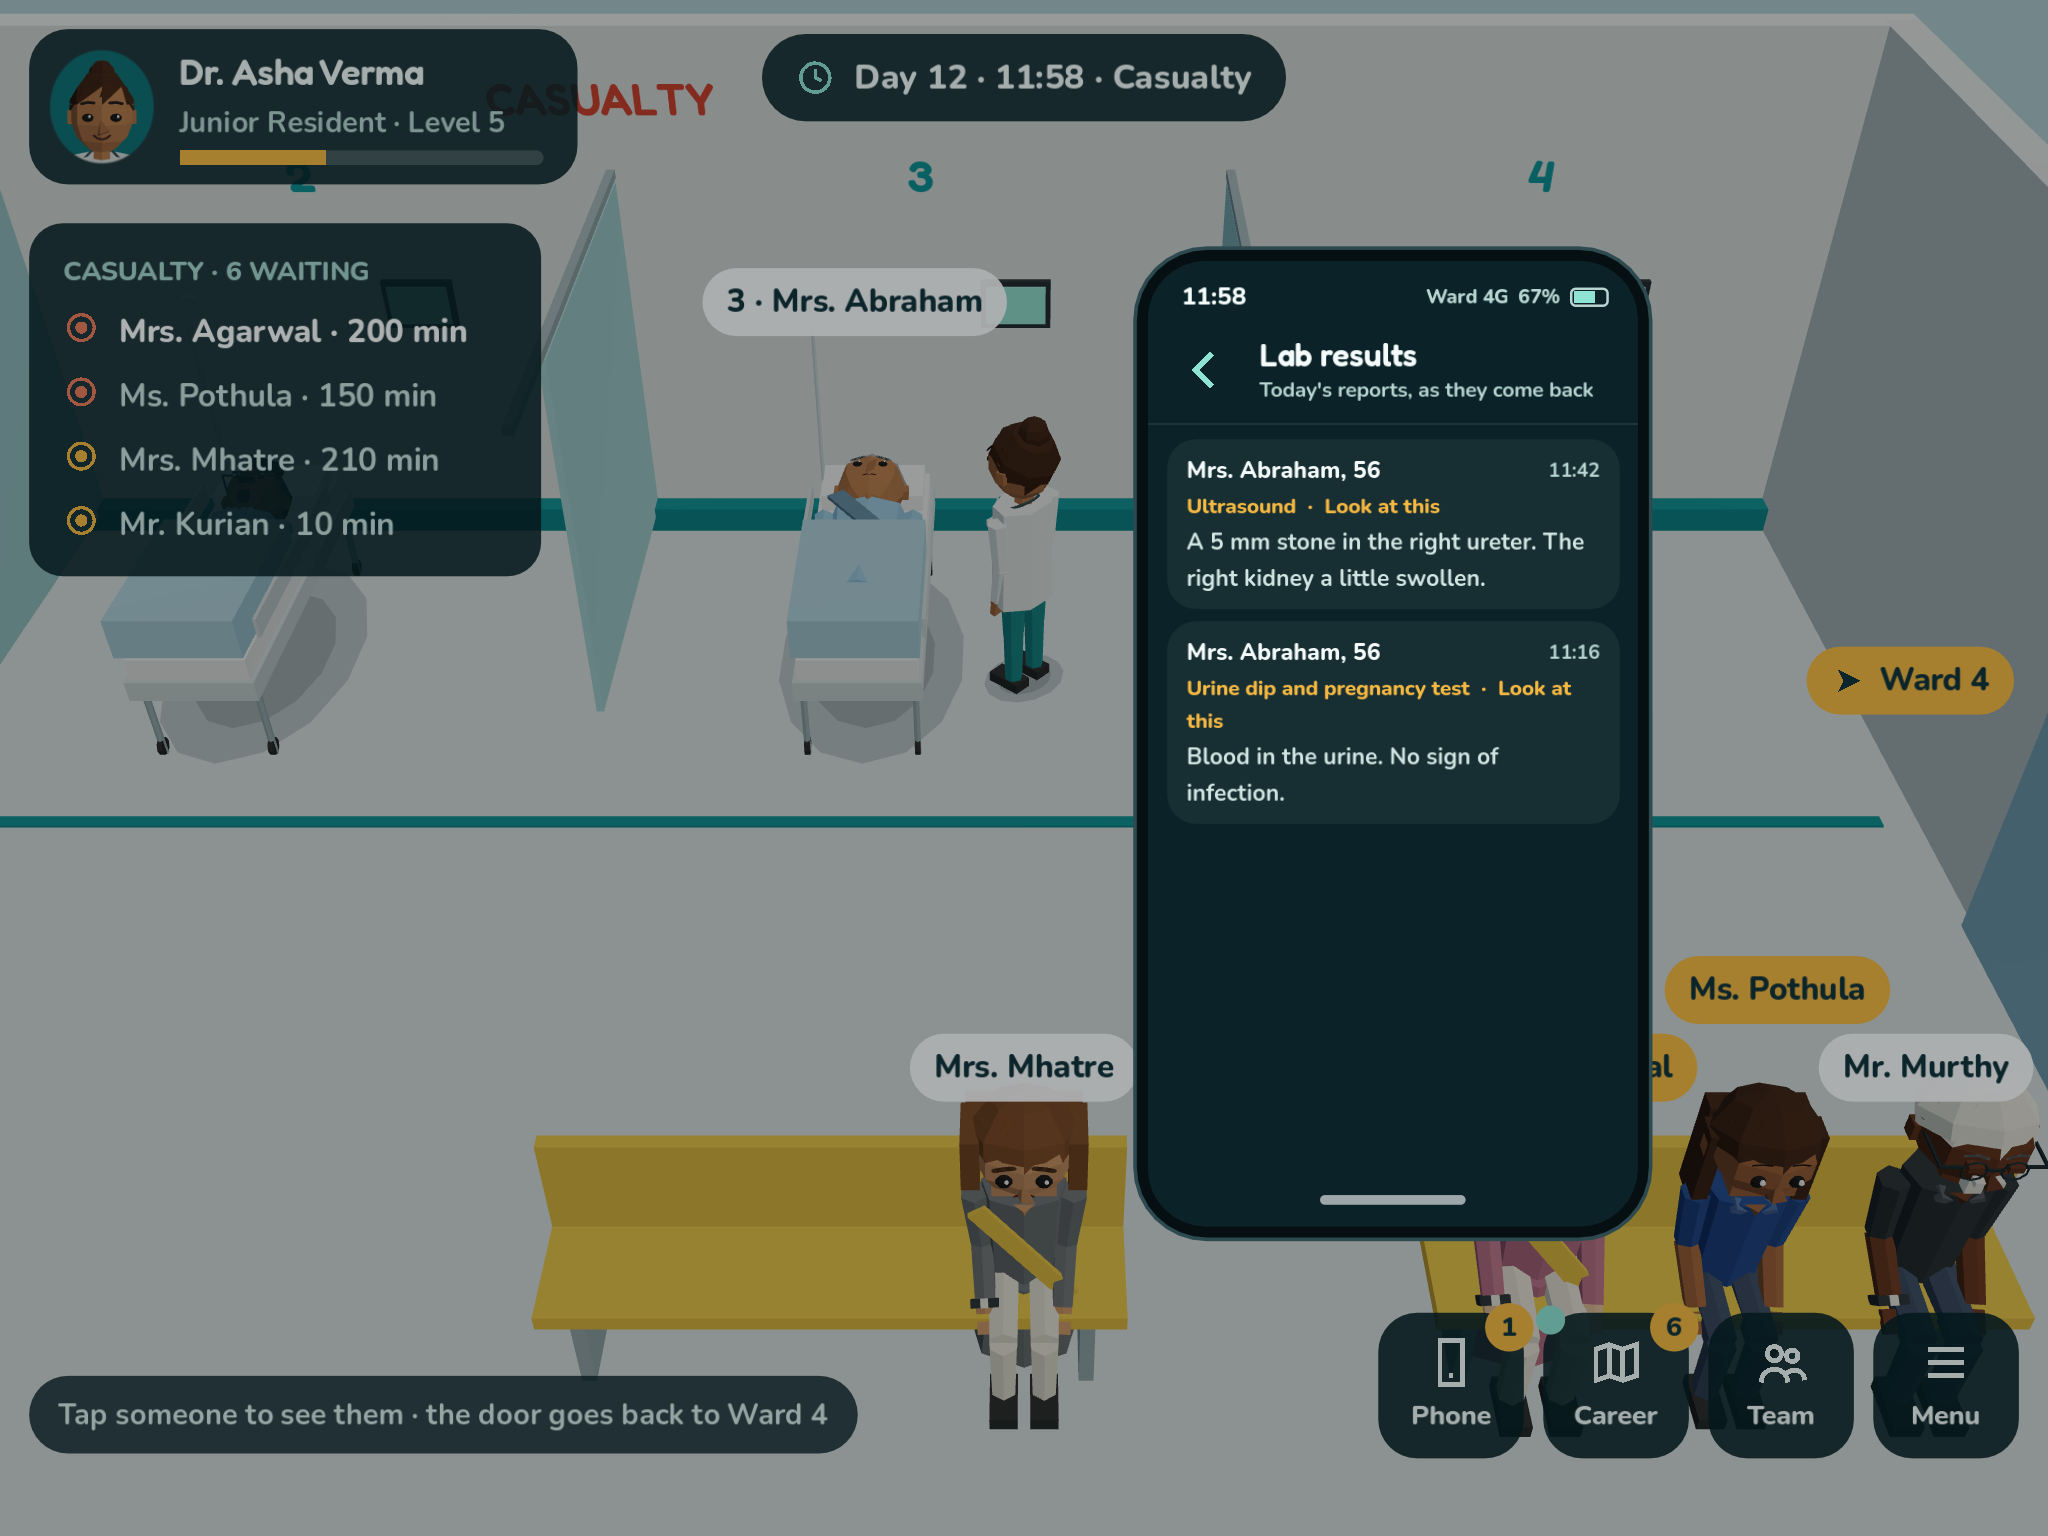 Dr. Asha Verma
Junior Resident · Level 5
CASUALTY
Day 12 · 11:58 · Casualty
2
3
4
CASUALTY · 6 WAITING
Mrs. Agarwal · 200 min
Ms. Pothula · 150 min
Mrs. Mhatre · 210 min
Mr. Kurian · 10 min
3 · Mrs. Abraham
11:58
Ward 4G 67%
Lab results
Today's reports, as they come back
Mrs. Abraham, 56
11:42
Ultrasound · Look at this
A 5 mm stone in the right ureter. The
right kidney a little swollen.
Mrs. Abraham, 56
11:16
Urine dip and pregnancy test · Look at
this
Blood in the urine. No sign of
infection.
Ward 4
Ms. Pothula
Mrs. Mhatre
al
Mr. Murthy
Tap someone to see them · the door goes back to Ward 4
1
6
Phone
Career
Team
Menu